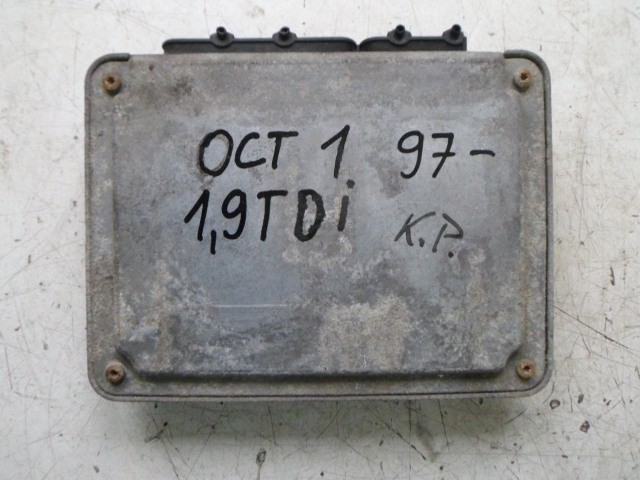 OCT 1 97-
1,9TDi K.P.